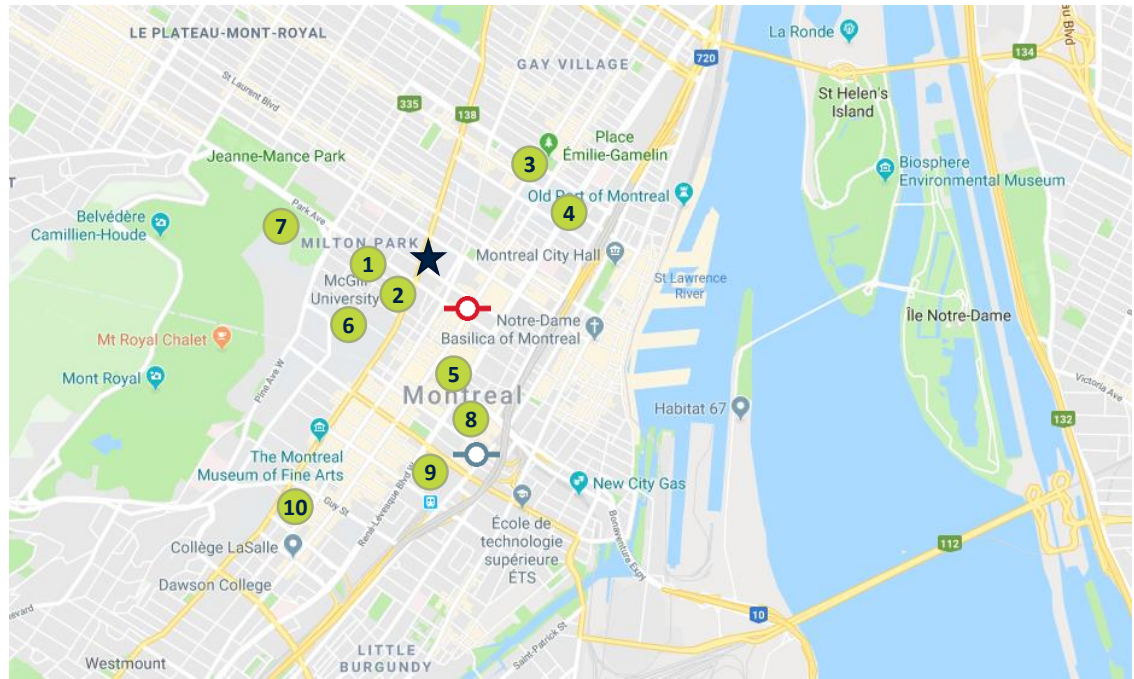 LE PLATEAU-MONT-ROYAL
La Ronde
134
720
GAY VILLAGE
St Laurent Blvd
St Helen's
Island
335
138
Place
Émilie-Gamelin
3
Jeanne-Mance Park
Biosphere
Environmental Museum
Old Port of Montreal
4
Park Ave
Belvédère
Camillien-Houde
7
MILTON PARK
Montreal City Hall
1
McGill
University
2
St Lawrence
River
6
Notre-Dame
Basilica of Montreal
Île Notre-Dame
Mt Royal Chalet
Pine Ave W
Mont Royal
5
Montreal
Victoria Ave
8
Habitat 67
132
The Montreal
Museum of Fine Arts
9
René-Lévesque Blvd W
New City Gas
10
Guy St
École de
technologie
supérieure
ÉTS
Bonaventure Expy
Collège LaSalle
112
Dawson College
10
Saint-Patrick St
LITTLE
BURGUNDY
Westmount